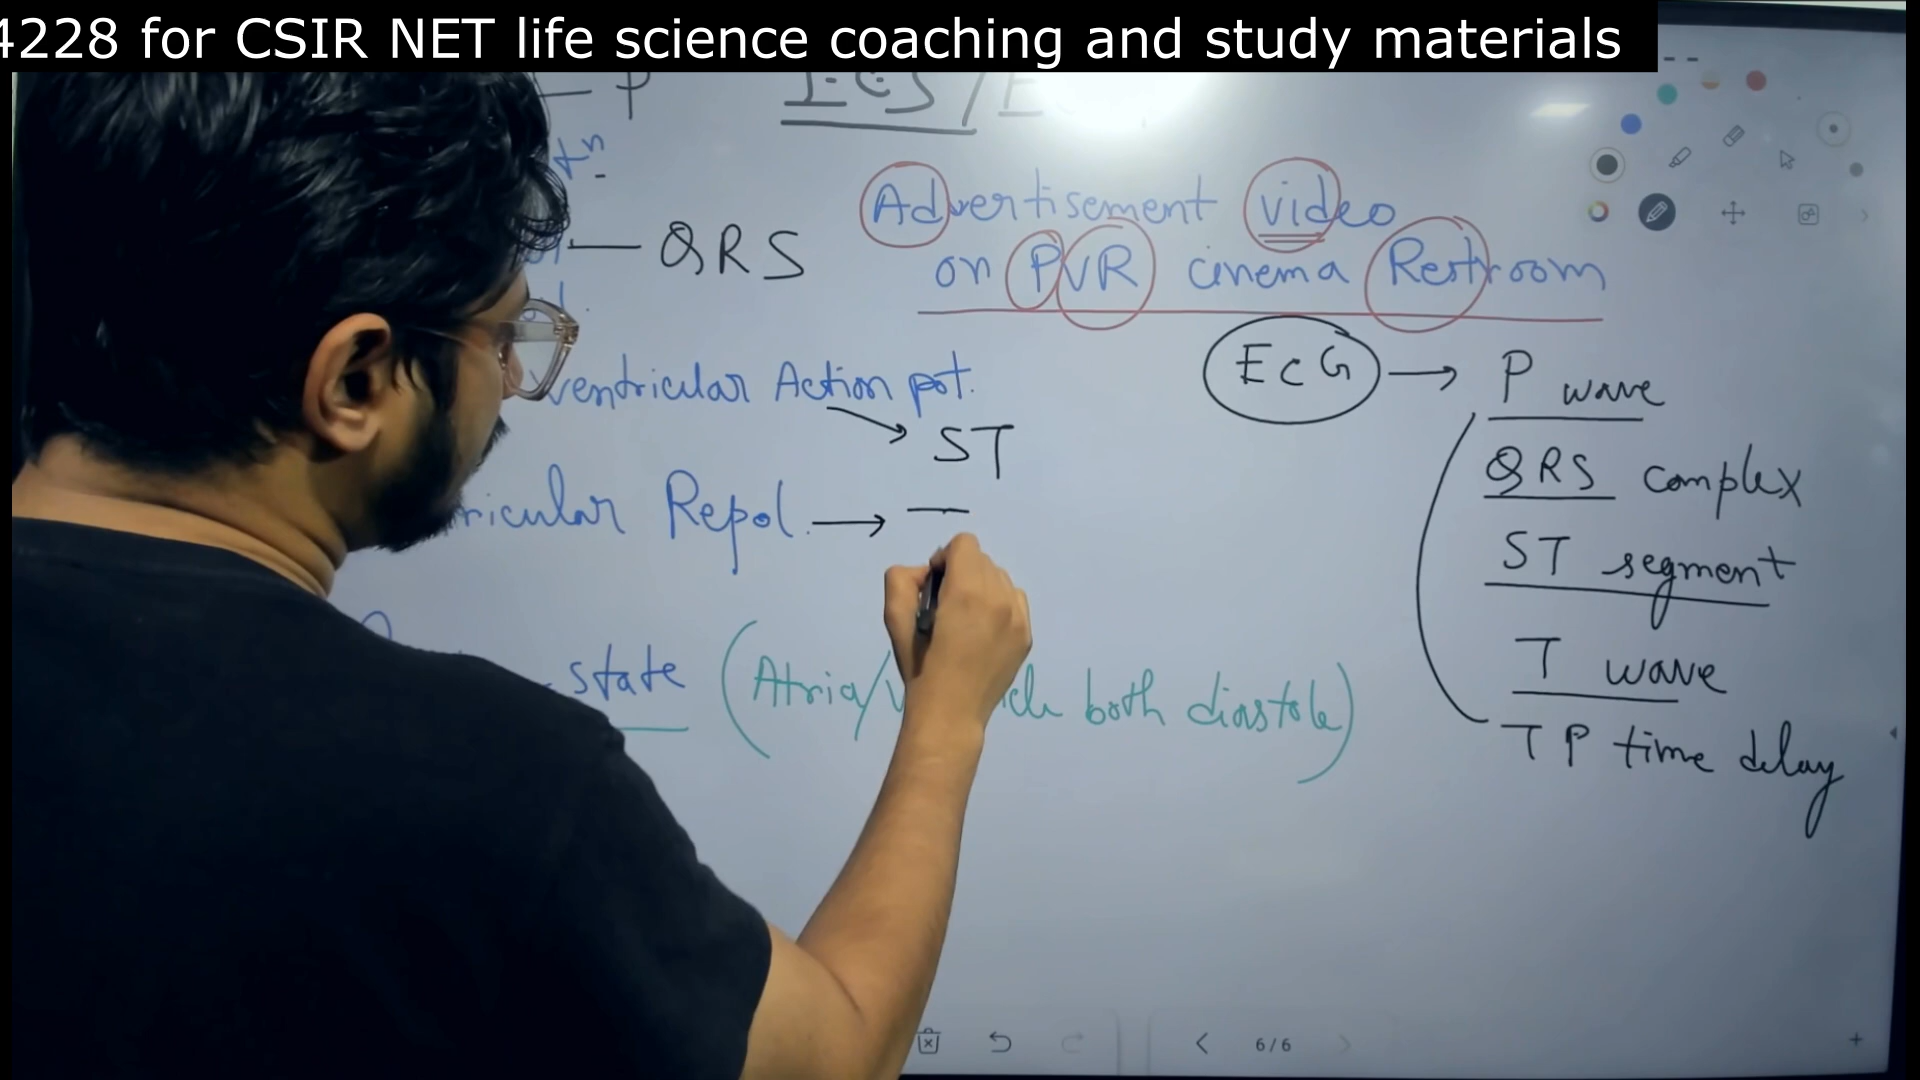 4228 for CSIR NET life science coaching and study materials
P
ECG /
tn
QRS
Advertisement video
on PVR cinema Restroom
ECG → P wave
QRS complex
ST segment
T wave
TP time delay
ventricular Action pot.
ST
ricular Repol. →
state (Atria/ both diastole)
6/6